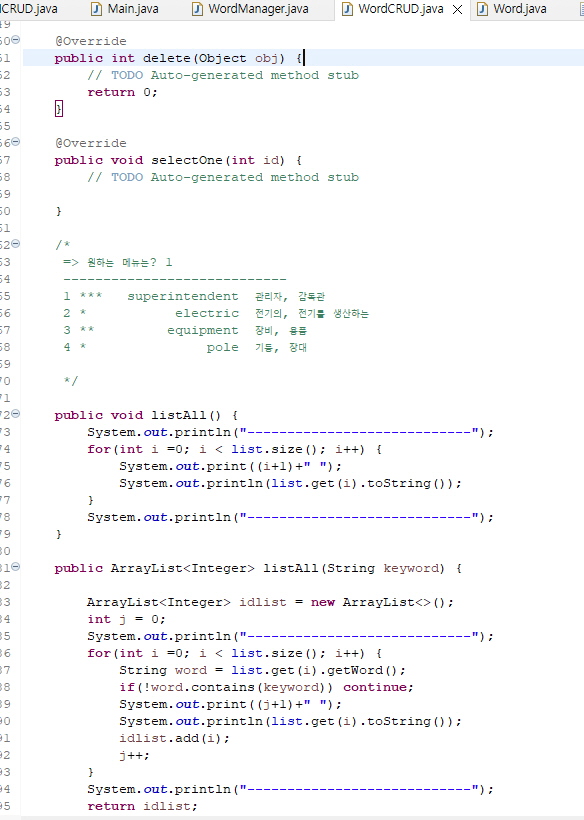 CRUD.java Main.java WordManager.java WordCRUD.java Word.java
49
50 @Override
51 public int delete(Object obj) {
52 // TODO Auto-generated method stub
53 return 0;
54 }
55
56 @Override
57 public void selectOne(int id) {
58 // TODO Auto-generated method stub
59
60 }
61
62 /*
63 => 원하는 메뉴는? 1
64 ----------------------------
65 1 *** superintendent 관리자, 감독관
66 2 * electric 전기의, 전기를 생산하는
67 3 ** equipment 장비, 용품
68 4 * pole 기둥, 장대
69
70 */
71
72 public void listAll() {
73 System.out.println("----------------------------");
74 for(int i =0; i < list.size(); i++) {
75 System.out.print((i+1)+" ");
76 System.out.println(list.get(i).toString());
77 }
78 System.out.println("----------------------------");
79 }
80
81 public ArrayList<Integer> listAll(String keyword) {
82
83 ArrayList<Integer> idlist = new ArrayList<>();
84 int j = 0;
85 System.out.println("----------------------------");
86 for(int i =0; i < list.size(); i++) {
87 String word = list.get(i).getWord();
88 if(!word.contains(keyword)) continue;
89 System.out.print((j+1)+" ");
90 System.out.println(list.get(i).toString());
91 idlist.add(i);
92 j++;
93 }
94 System.out.println("----------------------------");
95 return idlist;